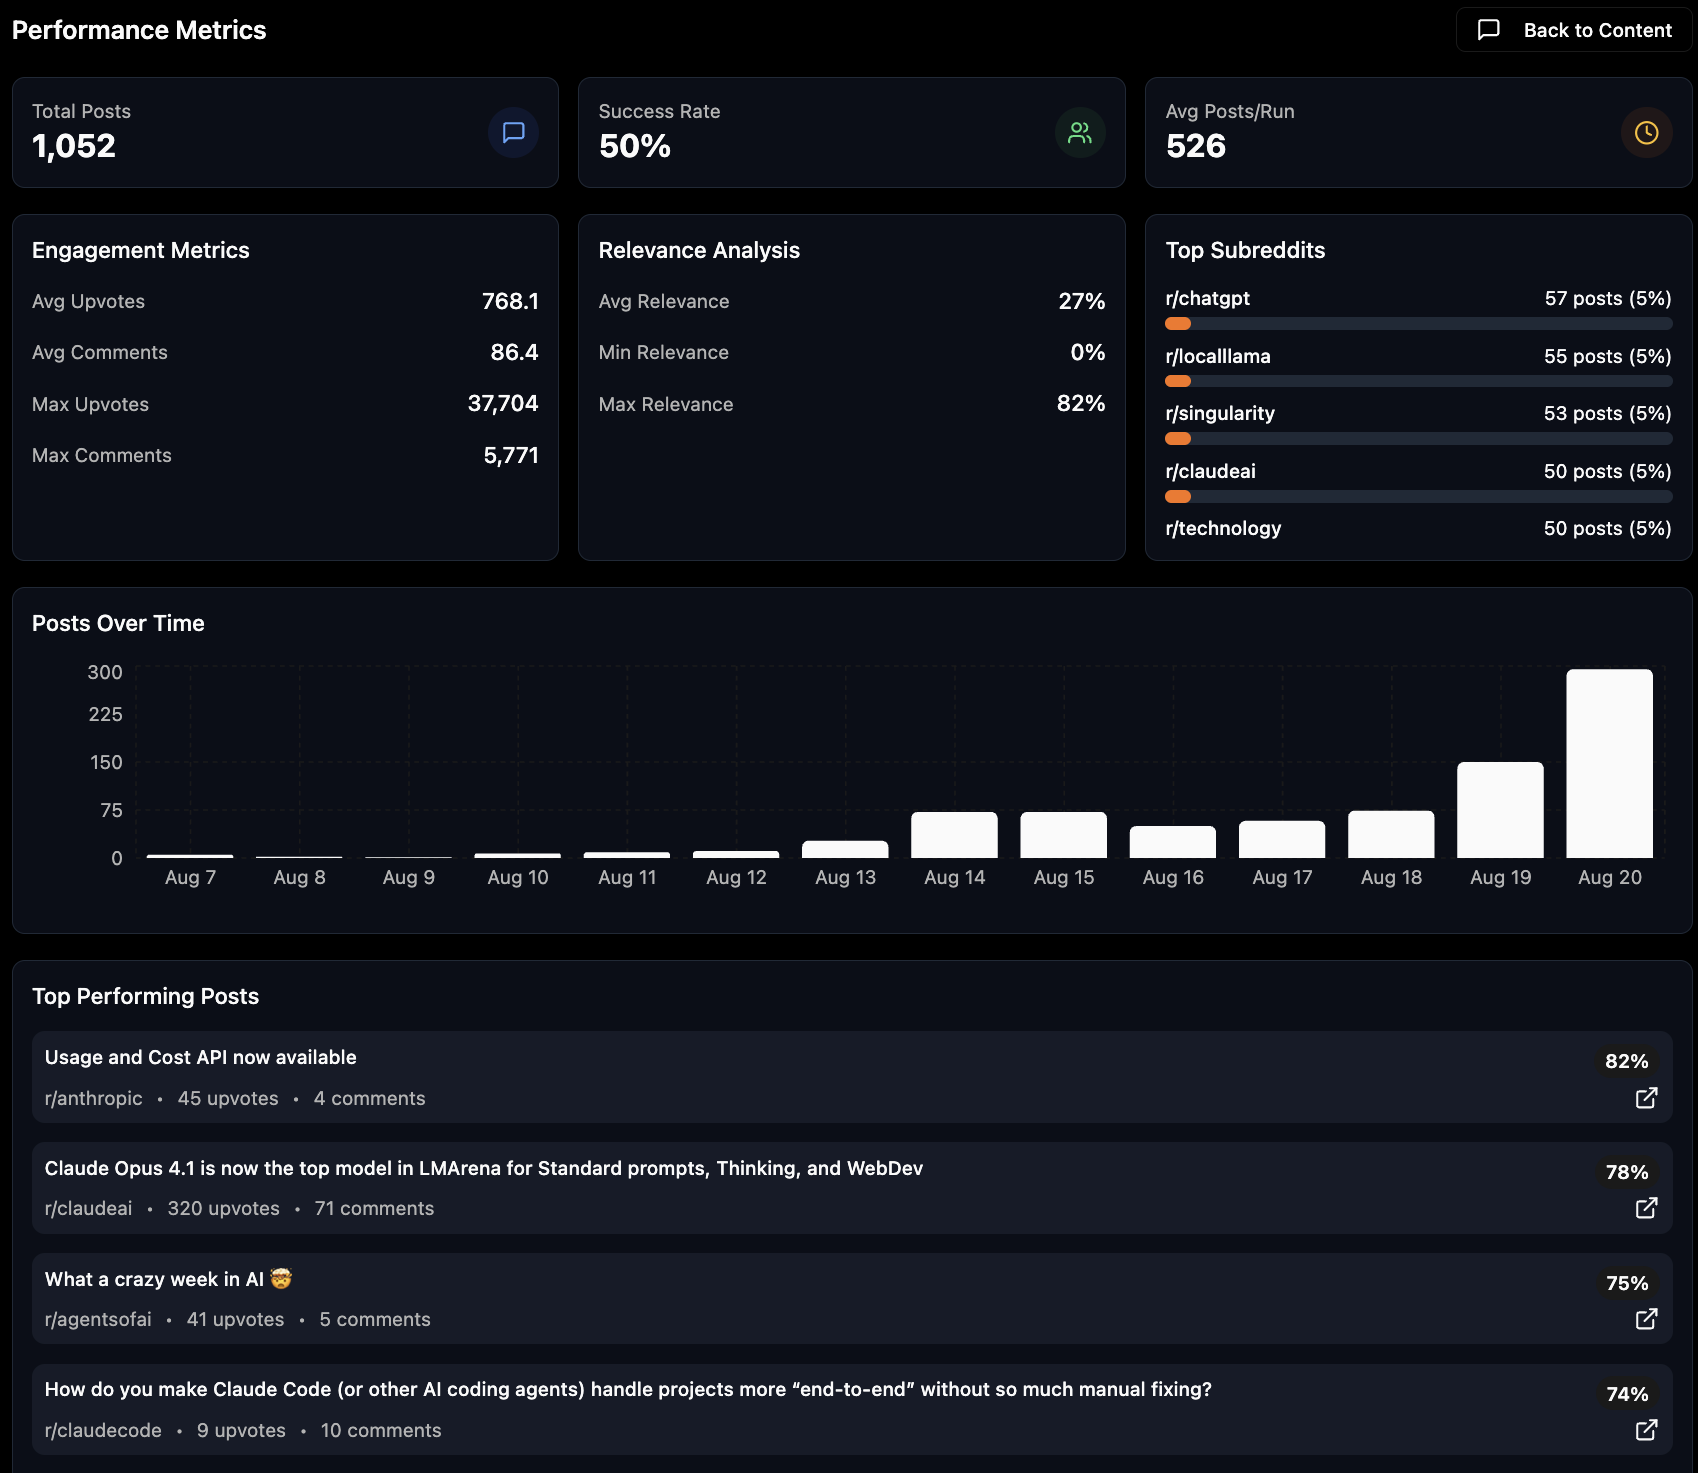 Performance Metrics
Back to Content
Total Posts
1,052
Success Rate
50%
Avg Posts/Run
526
Engagement Metrics
Avg Upvotes 768.1
Avg Comments 86.4
Max Upvotes 37,704
Max Comments 5,771
Relevance Analysis
Avg Relevance 27%
Min Relevance 0%
Max Relevance 82%
Top Subreddits
r/chatgpt 57 posts (5%)
r/localllama 55 posts (5%)
r/singularity 53 posts (5%)
r/claudeai 50 posts (5%)
r/technology 50 posts (5%)
Posts Over Time
300
225
150
75
0
Aug 7 Aug 8 Aug 9 Aug 10 Aug 11 Aug 12 Aug 13 Aug 14 Aug 15 Aug 16 Aug 17 Aug 18 Aug 19 Aug 20
Top Performing Posts
Usage and Cost API now available
82%
r/anthropic • 45 upvotes • 4 comments
Claude Opus 4.1 is now the top model in LMArena for Standard prompts, Thinking, and WebDev
78%
r/claudeai • 320 upvotes • 71 comments
What a crazy week in AI 🤯
75%
r/agentsofai • 41 upvotes • 5 comments
How do you make Claude Code (or other AI coding agents) handle projects more “end-to-end” without so much manual fixing?
74%
r/claudecode • 9 upvotes • 10 comments